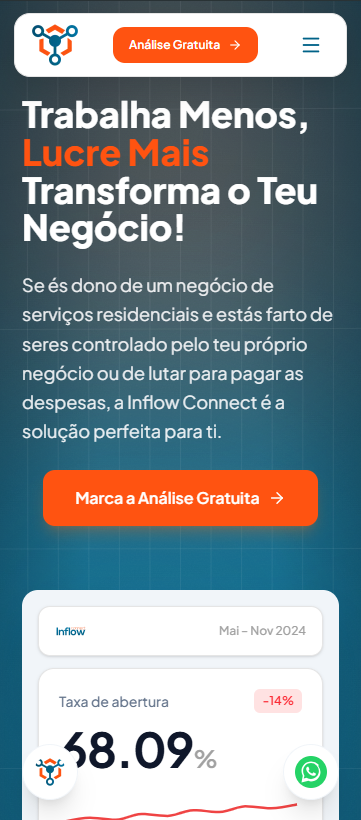 Análise Gratuita
Trabalha Menos,
Lucre Mais
Transforma o Teu
Negócio!
Se és dono de um negócio de
serviços residenciais e estás farto de
seres controlado pelo teu próprio
negócio ou de lutar para pagar as
despesas, a Inflow Connect é a
solução perfeita para ti.
Marca a Análise Gratuita
Inflow
Mai – Nov 2024
Taxa de abertura
-14%
68.09%